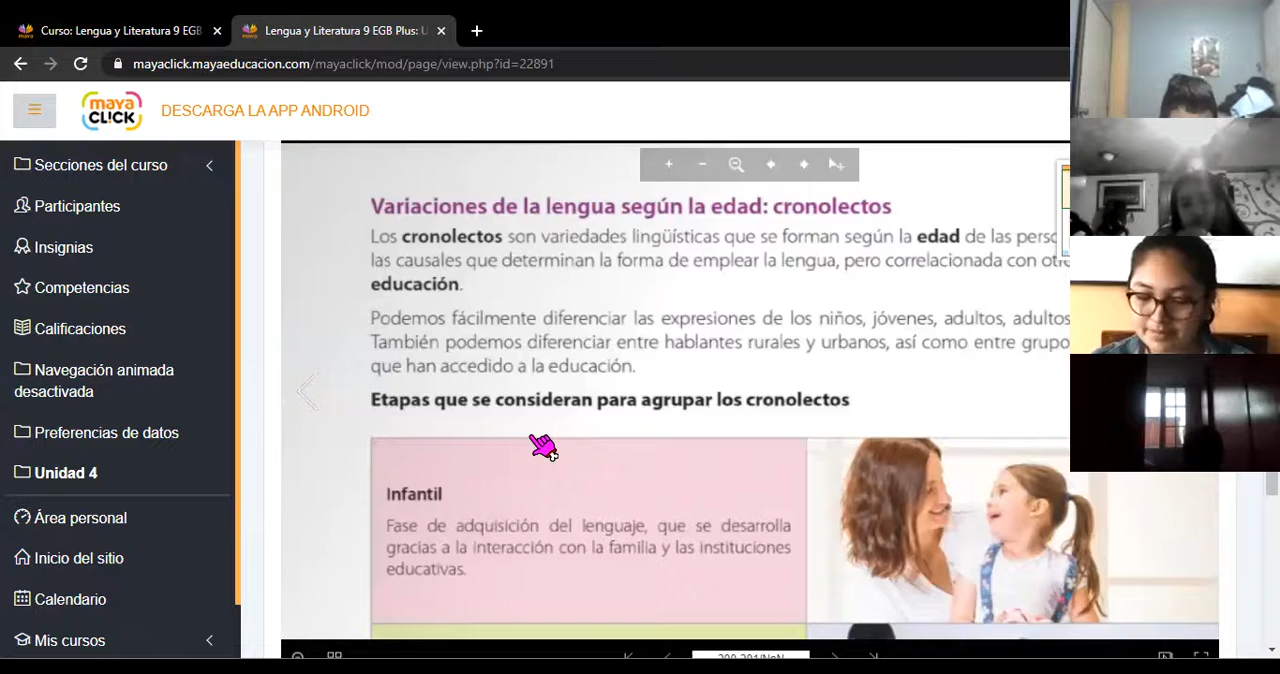 Curso: Lengua y Literatura 9 EGB
Lengua y Literatura 9 EGB Plus: U
mayaclick.mayaeducacion.com/mayaclick/mod/page/view.php?id=22891
maya
CL!CK
DESCARGA LA APP ANDROID
Secciones del curso
Participantes
Insignias
Competencias
Calificaciones
Navegación animada
desactivada
Preferencias de datos
Unidad 4
Área personal
Inicio del sitio
Calendario
Mis cursos
Variaciones de la lengua según la edad: cronolectos
Los cronolectos son variedades lingüísticas que se forman según la edad de las perso
las causales que determinan la forma de emplear la lengua, pero correlacionada con otr
educación.
Podemos fácilmente diferenciar las expresiones de los niños, jóvenes, adultos, adultos
También podemos diferenciar entre hablantes rurales y urbanos, así como entre grupo
que han accedido a la educación.
Etapas que se consideran para agrupar los cronolectos
Infantil
Fase de adquisición del lenguaje, que se desarrolla
gracias a la interacción con la familia y las instituciones
educativas.